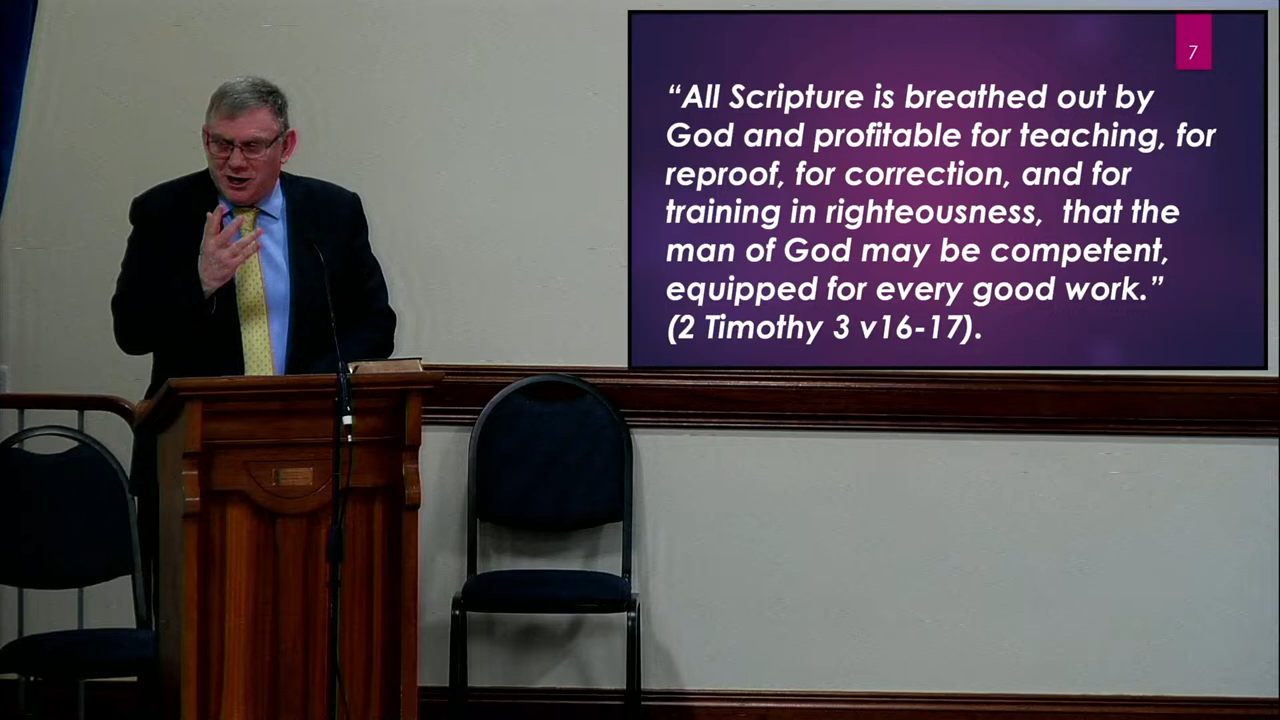 7
“All Scripture is breathed out by
God and profitable for teaching, for
reproof, for correction, and for
training in righteousness,  that the
man of God may be competent,
equipped for every good work.”
(2 Timothy 3 v16-17).